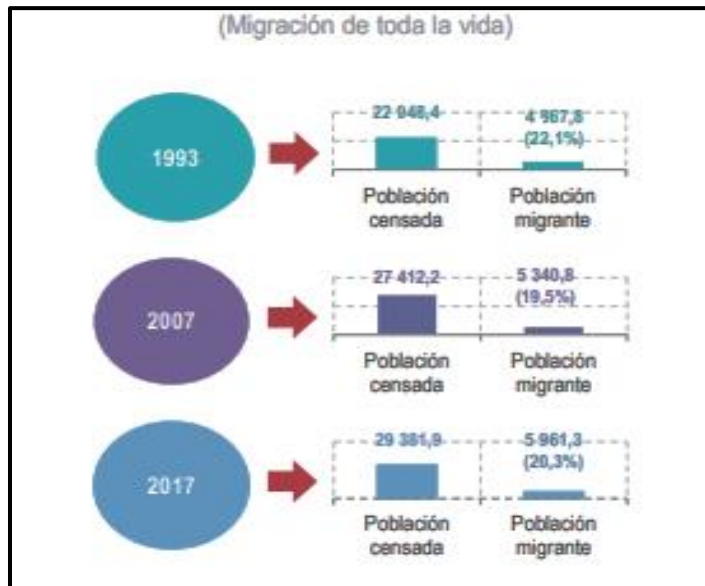 (Migración de toda la vida)
1993
22 048,4
4 967,8
(22,1%)
Población
censada
Población
migrante
2007
27 412,2
5 340,8
(19,5%)
Población
censada
Población
migrante
2017
29 381,9
5 961,3
(20,3%)
Población
censada
Población
migrante